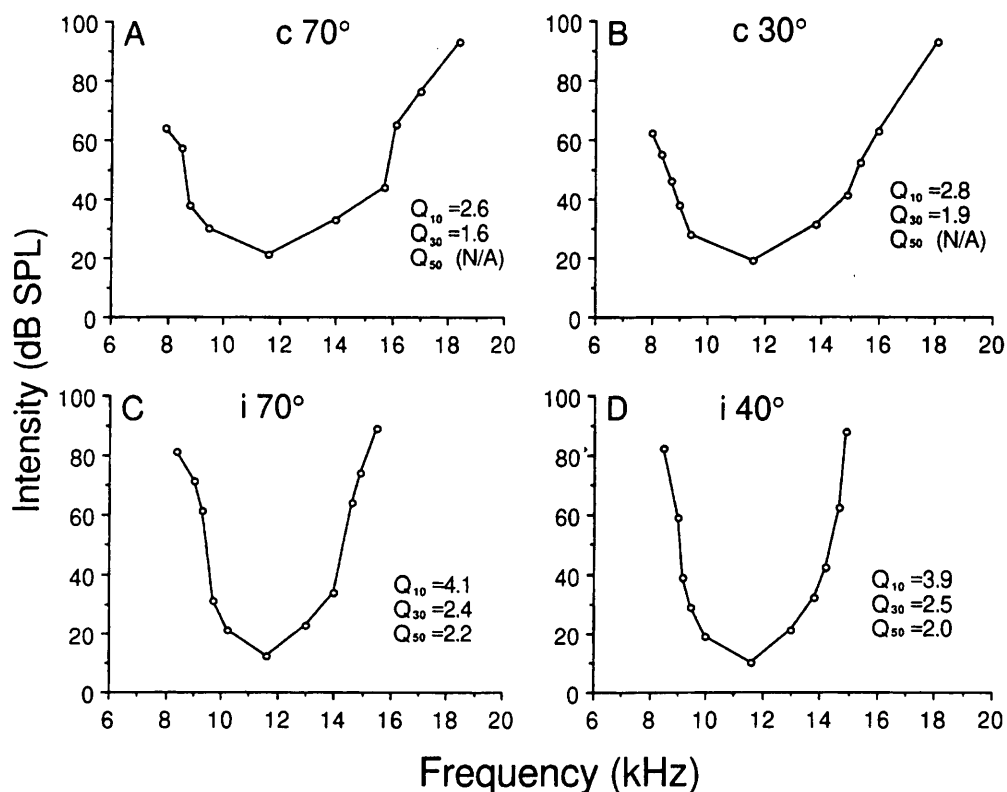 A
c 70°
100
80
60
40
20
0
6 8 10 12 14 16 18 20
Q₁₀ =2.6
Q₃₀ =1.6
Q₅₀ (N/A)
B
c 30°
100
80
60
40
20
0
6 8 10 12 14 16 18 20
Q₁₀ =2.8
Q₃₀ =1.9
Q₅₀ (N/A)
Intensity (dB SPL)
C
i 70°
100
80
60
40
20
0
6 8 10 12 14 16 18 20
Q₁₀ =4.1
Q₃₀ =2.4
Q₅₀ =2.2
D
i 40°
100
80
60
40
20
0
6 8 10 12 14 16 18 20
Q₁₀ =3.9
Q₃₀ =2.5
Q₅₀ =2.0
Frequency (kHz)